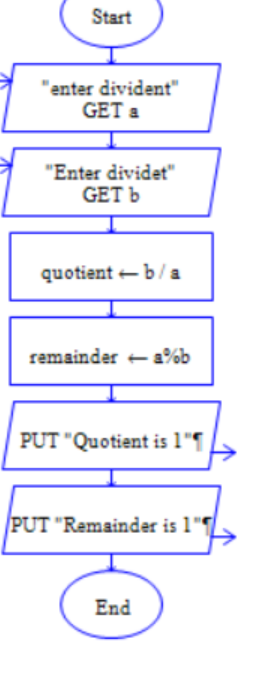 Start
"enter divident"
GET a
"Enter dividet"
GET b
quotient ← b / a
remainder ← a%b
PUT "Quotient is 1"¶
PUT "Remainder is 1"¶
End